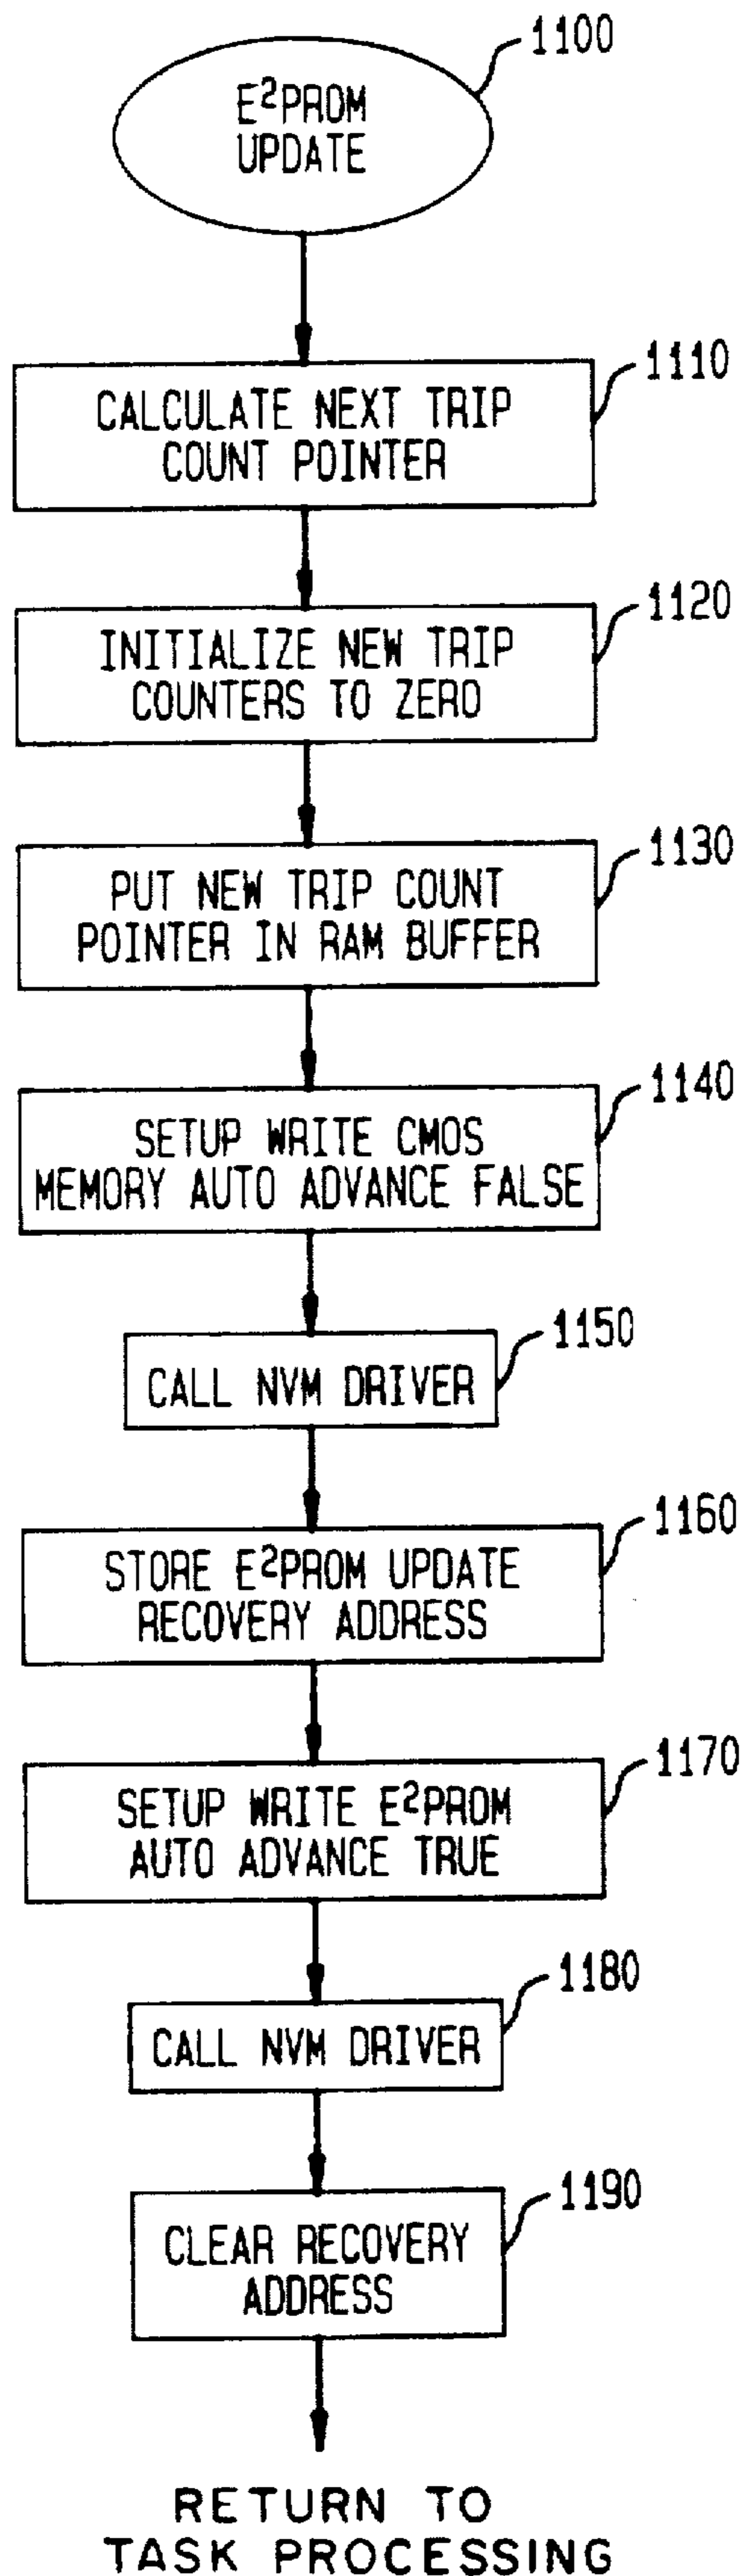 1100
E²PROM
UPDATE
1110
CALCULATE NEXT TRIP
COUNT POINTER
1120
INITIALIZE NEW TRIP
COUNTERS TO ZERO
1130
PUT NEW TRIP COUNT
POINTER IN RAM BUFFER
1140
SETUP WRITE CMOS
MEMORY AUTO ADVANCE FALSE
1150
CALL NVM DRIVER
1160
STORE E²PROM UPDATE
RECOVERY ADDRESS
1170
SETUP WRITE E²PROM
AUTO ADVANCE TRUE
1180
CALL NVM DRIVER
1190
CLEAR RECOVERY
ADDRESS
RETURN TO
TASK PROCESSING